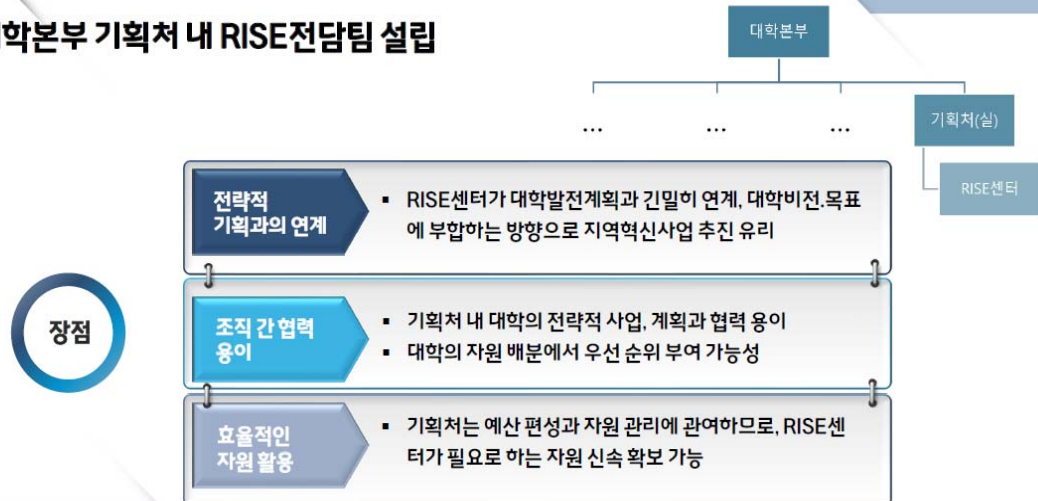 학본부 기획처 내 RISE전담팀 설립
대학본부
... ... ...
기획처(실)
RISE센터
장점
전략적
기획과의 연계
▪ RISE센터가 대학발전계획과 긴밀히 연계, 대학비전.목표
에 부합하는 방향으로 지역혁신사업 추진 유리
조직 간 협력
용이
▪ 기획처 내 대학의 전략적 사업, 계획과 협력 용이
▪ 대학의 자원 배분에서 우선 순위 부여 가능성
효율적인
자원 활용
▪ 기획처는 예산 편성과 자원 관리에 관여하므로, RISE센
터가 필요로 하는 자원 신속 확보 가능